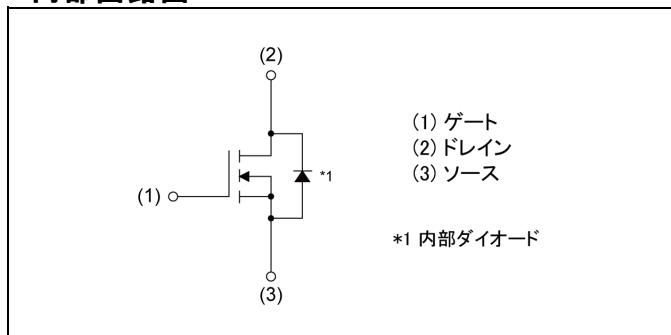 (2)
(1) ゲート
(2) ドレイン
(3) ソース
*1
(1)
*1 内部ダイオード
(3)